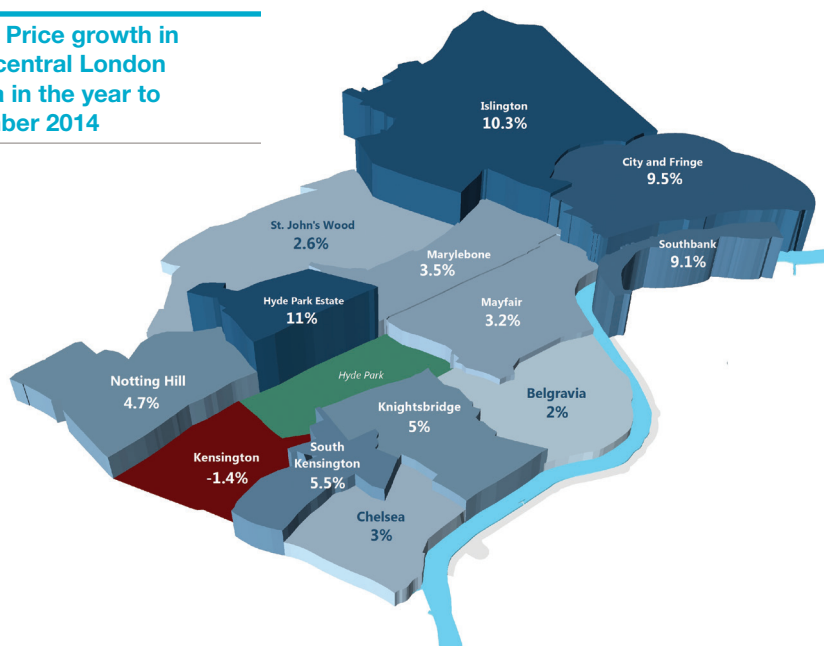 Price growth in
central London
in the year to
2014
Islington
10.3%
City and Fringe
9.5%
St. John's Wood
2.6%
Southbank
9.1%
Marylebone
3.5%
Hyde Park Estate
11%
Mayfair
3.2%
Hyde Park
Notting Hill
4.7%
Belgravia
2%
Knightsbridge
5%
Kensington
-1.4%
South
Kensington
5.5%
Chelsea
3%